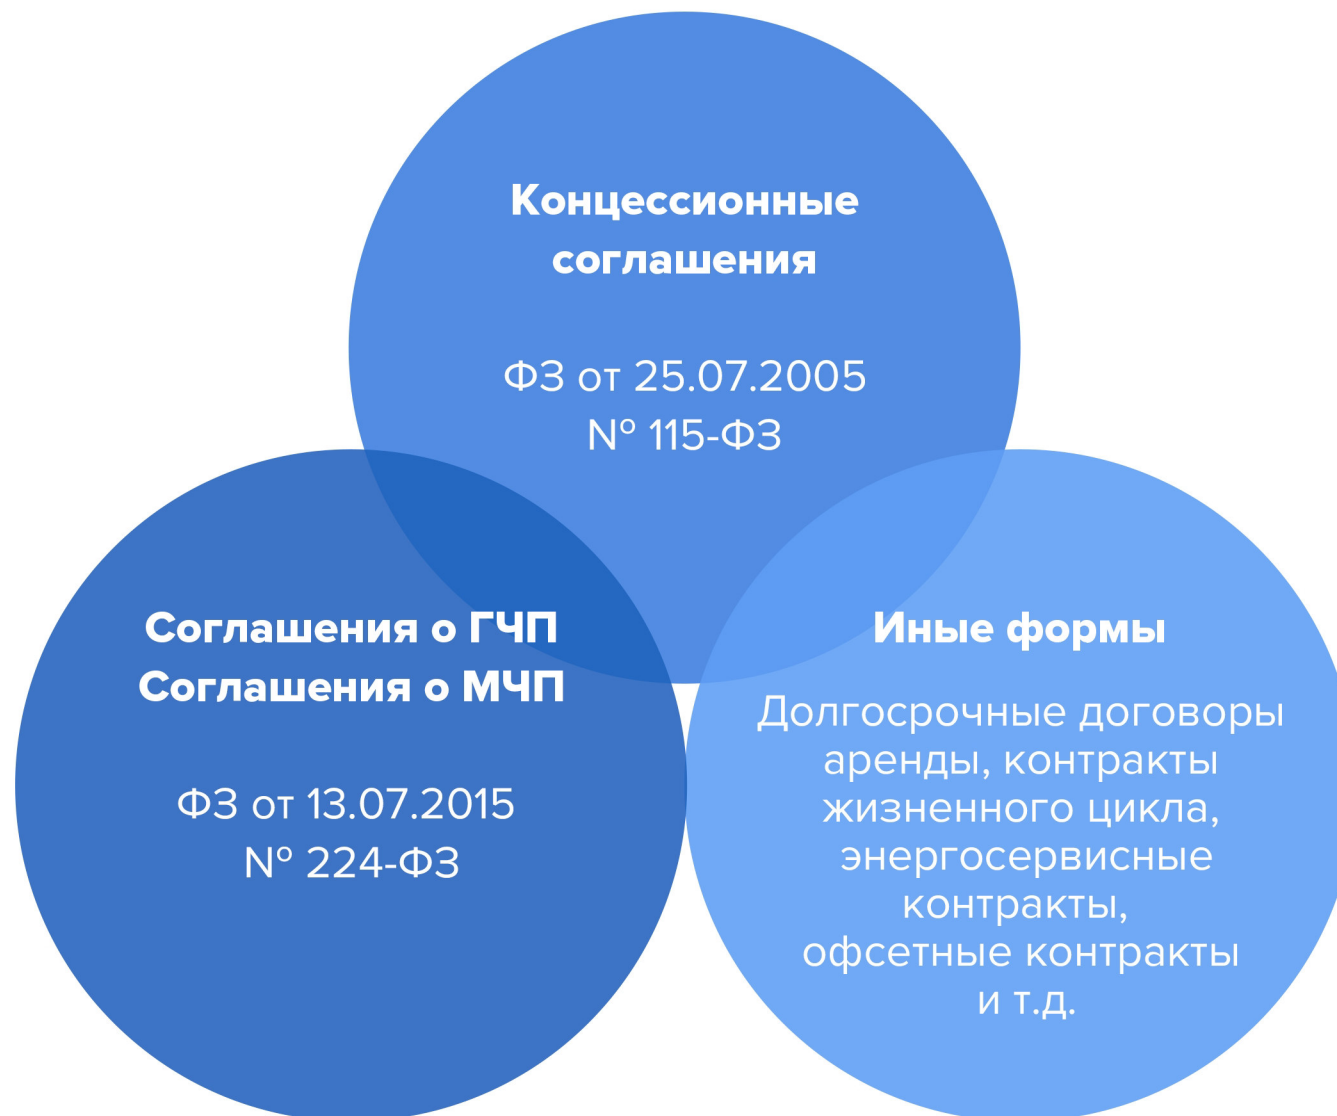 Концессионные
соглашения
ФЗ от 25.07.2005
№ 115-ФЗ
Соглашения о ГЧП
Соглашения о МЧП
ФЗ от 13.07.2015
№ 224-ФЗ
Иные формы
Долгосрочные договоры
аренды, контракты
жизненного цикла,
энергосервисные
контракты,
офсетные контракты
и т.д.